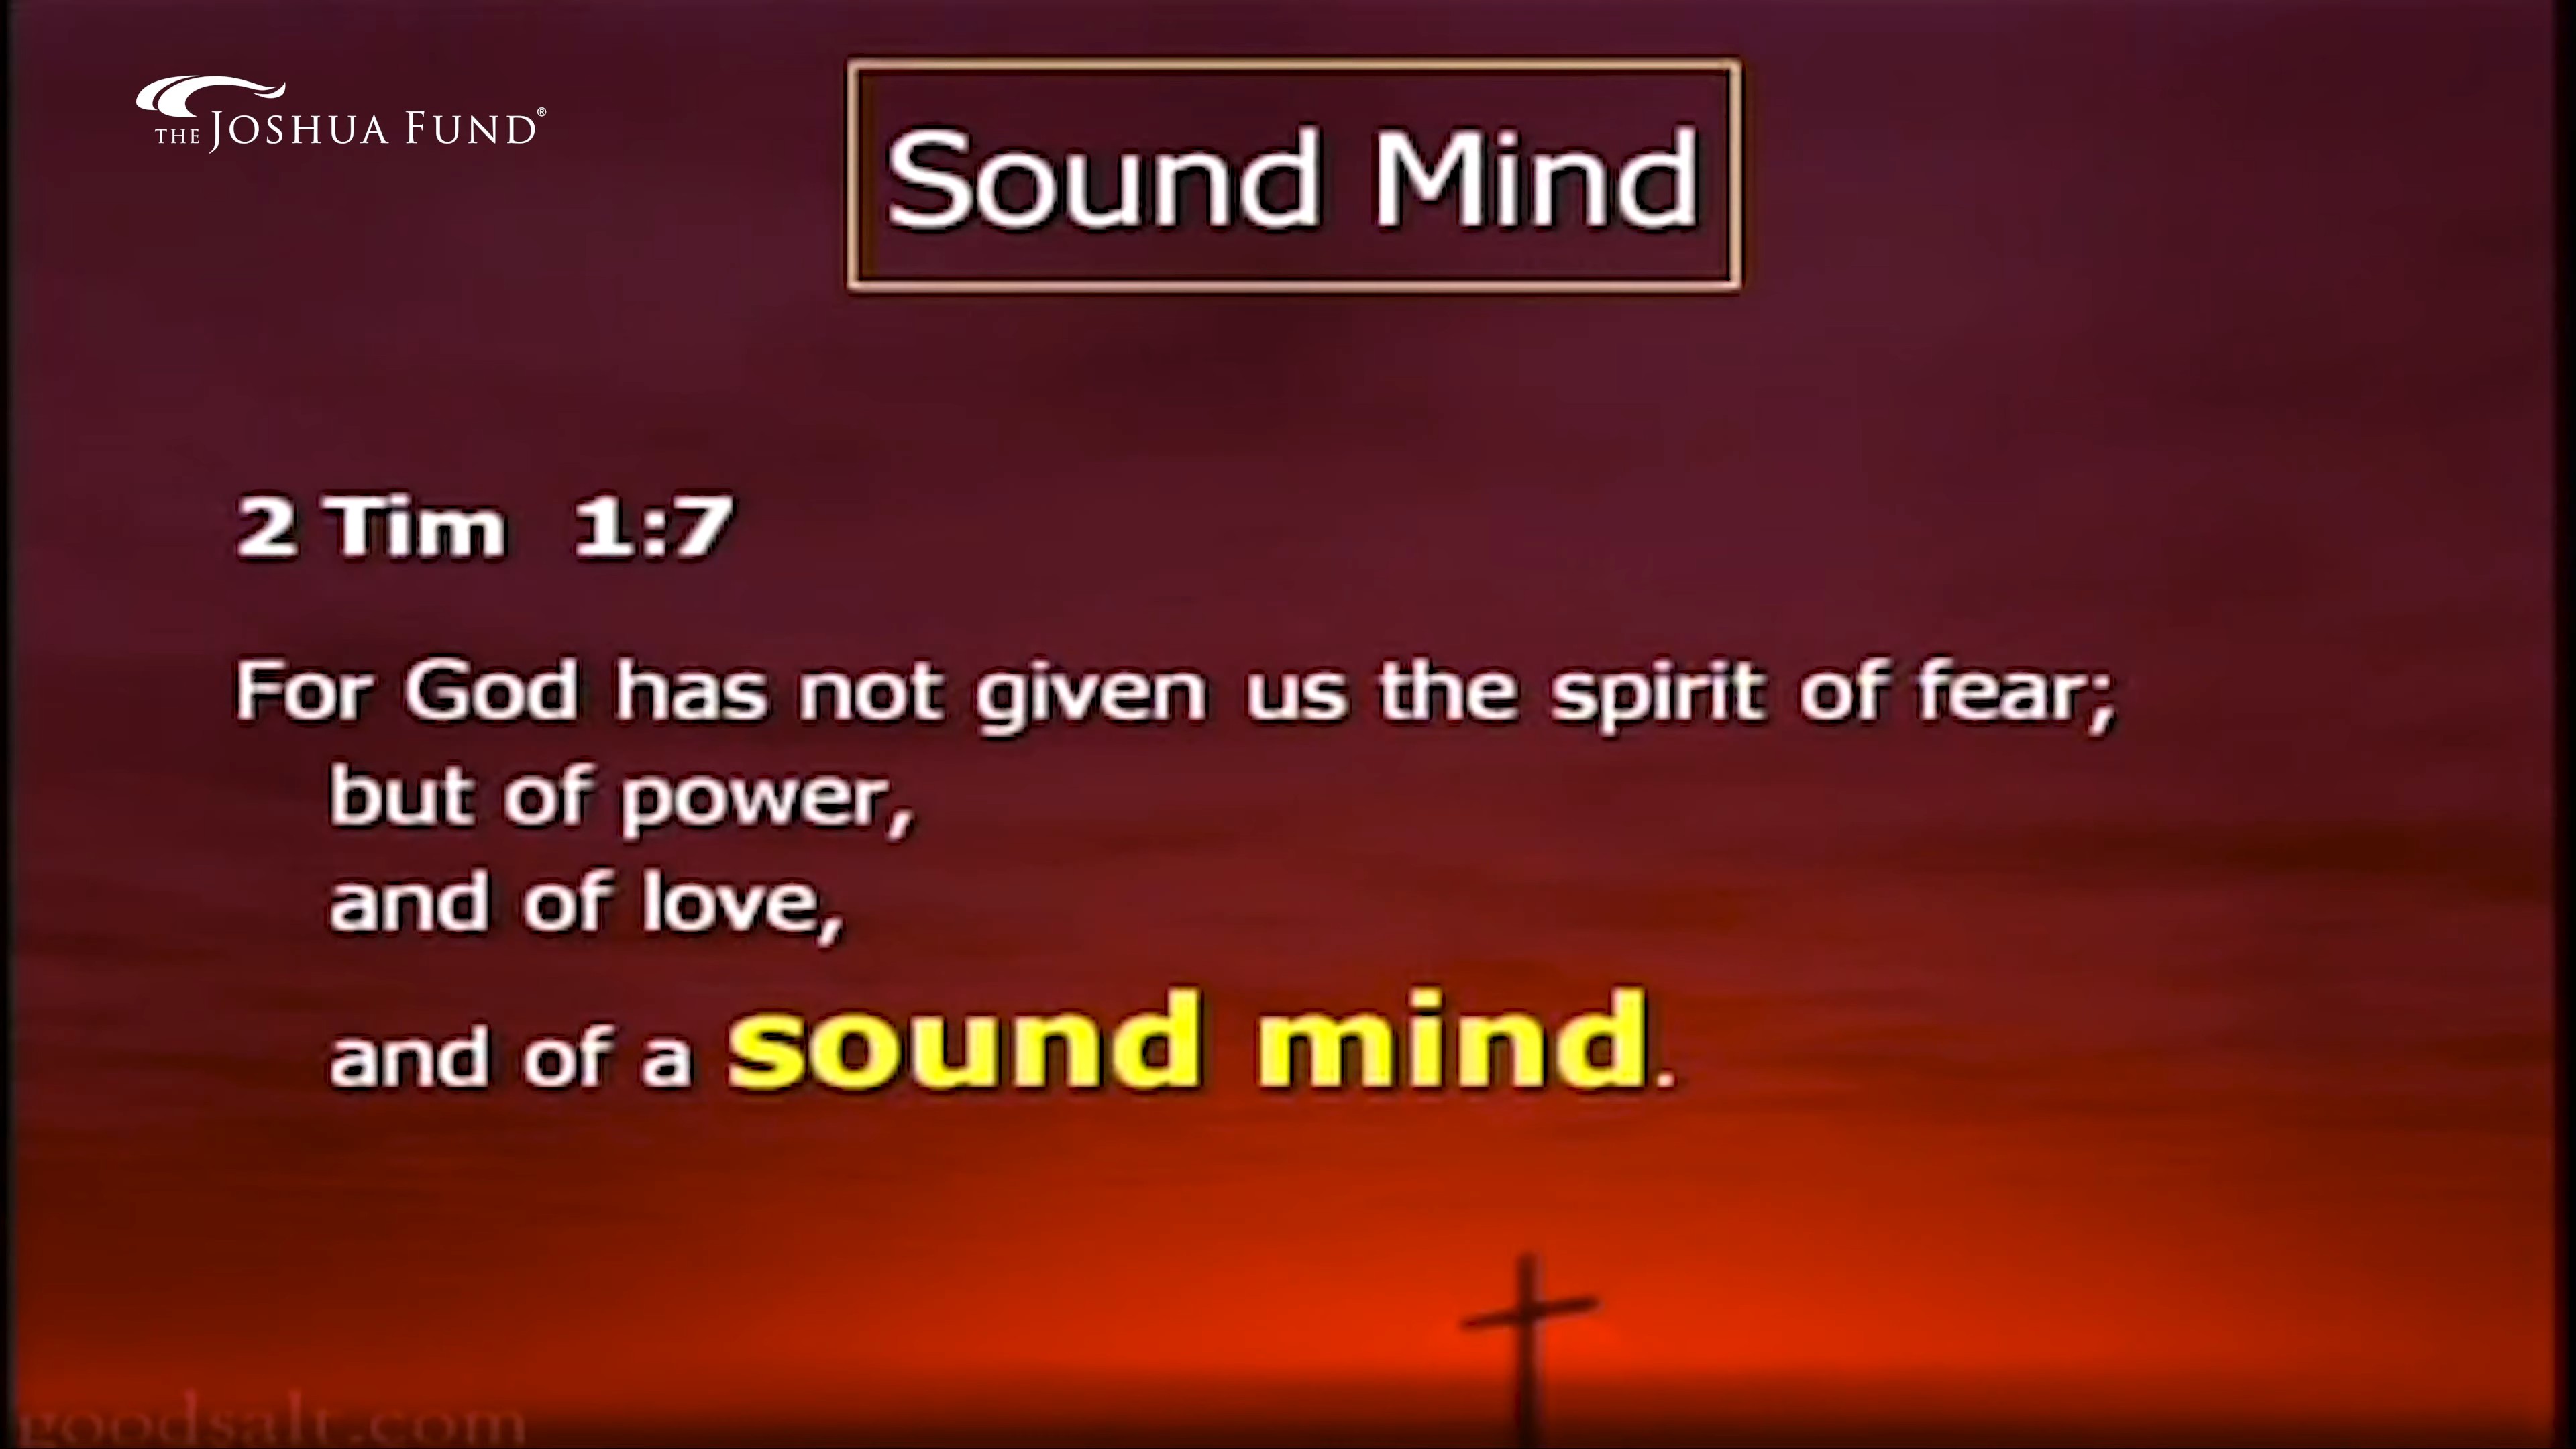 THE JOSHUA FUND®
Sound Mind
2 Tim 1:7
For God has not given us the spirit of fear;
but of power,
and of love,
and of a sound mind.
goodsalt.com